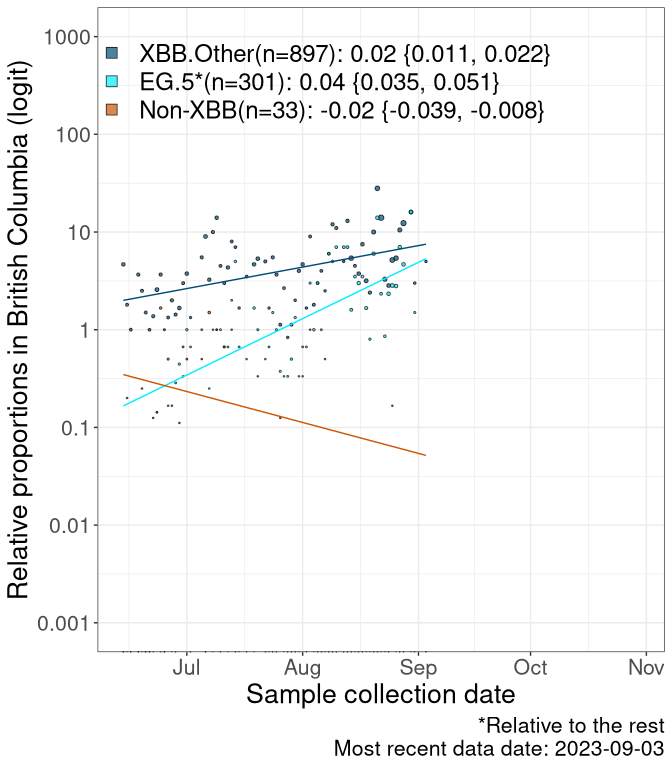 1000
100
10
1
0.1
0.01
0.001
Relative proportions in British Columbia (logit)
XBB.Other(n=897): 0.02 {0.011, 0.022}
EG.5*(n=301): 0.04 {0.035, 0.051}
Non-XBB(n=33): -0.02 {-0.039, -0.008}
Jul Aug Sep Oct Nov
Sample collection date
*Relative to the rest
Most recent data date: 2023-09-03